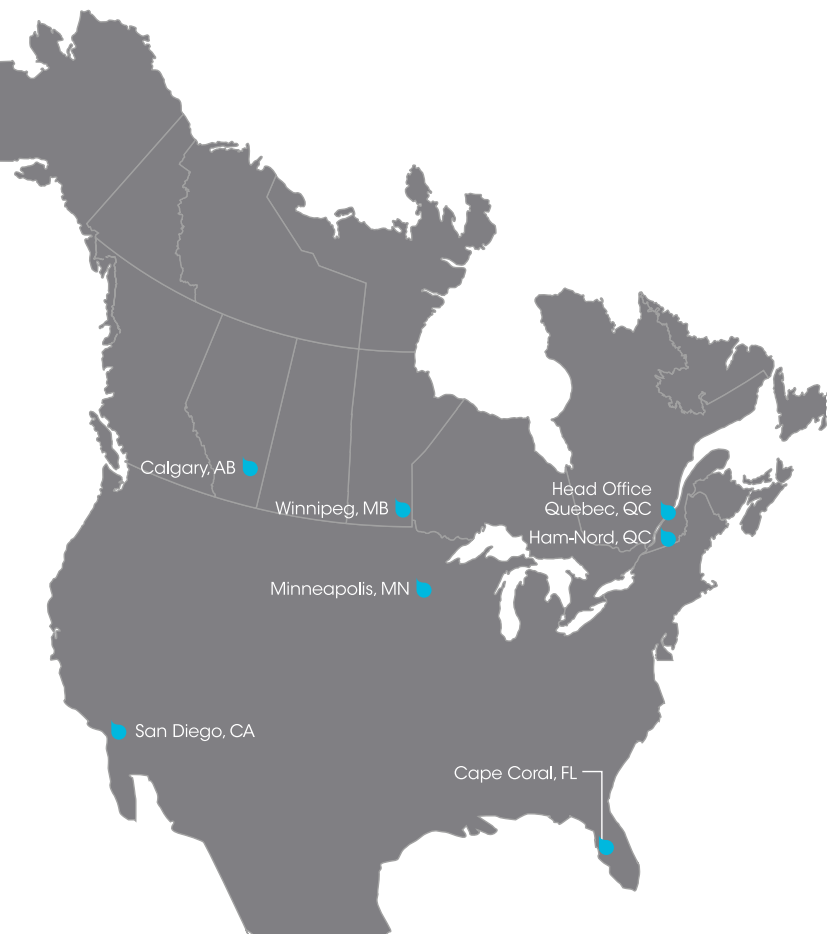 Calgary, AB
Head Office
Quebec, QC
Winnipeg, MB
Ham-Nord, QC
Minneapolis, MN
San Diego, CA
Cape Coral, FL